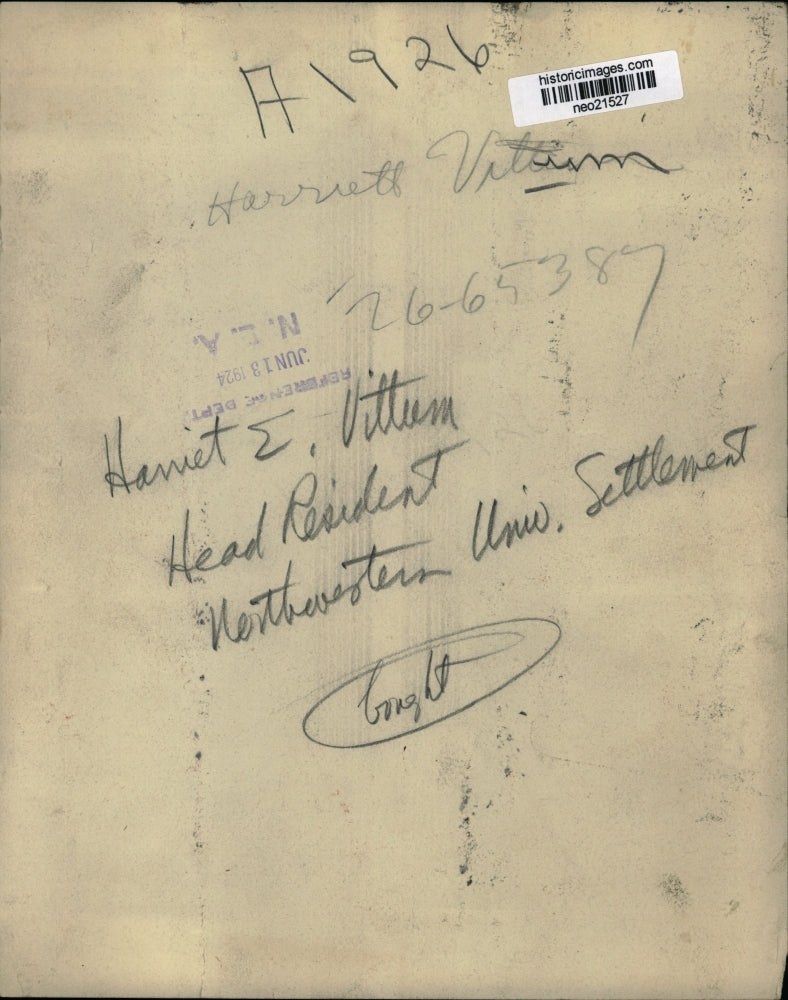 A1926
historicimages.com
neo21527
Harriett Vittum
26-65387
N.E.A.
JUN 13 1924
REFERENCE DEPT.
Harriet E. Vittum
Head Resident
Northwestern Univ. Settlement
bought